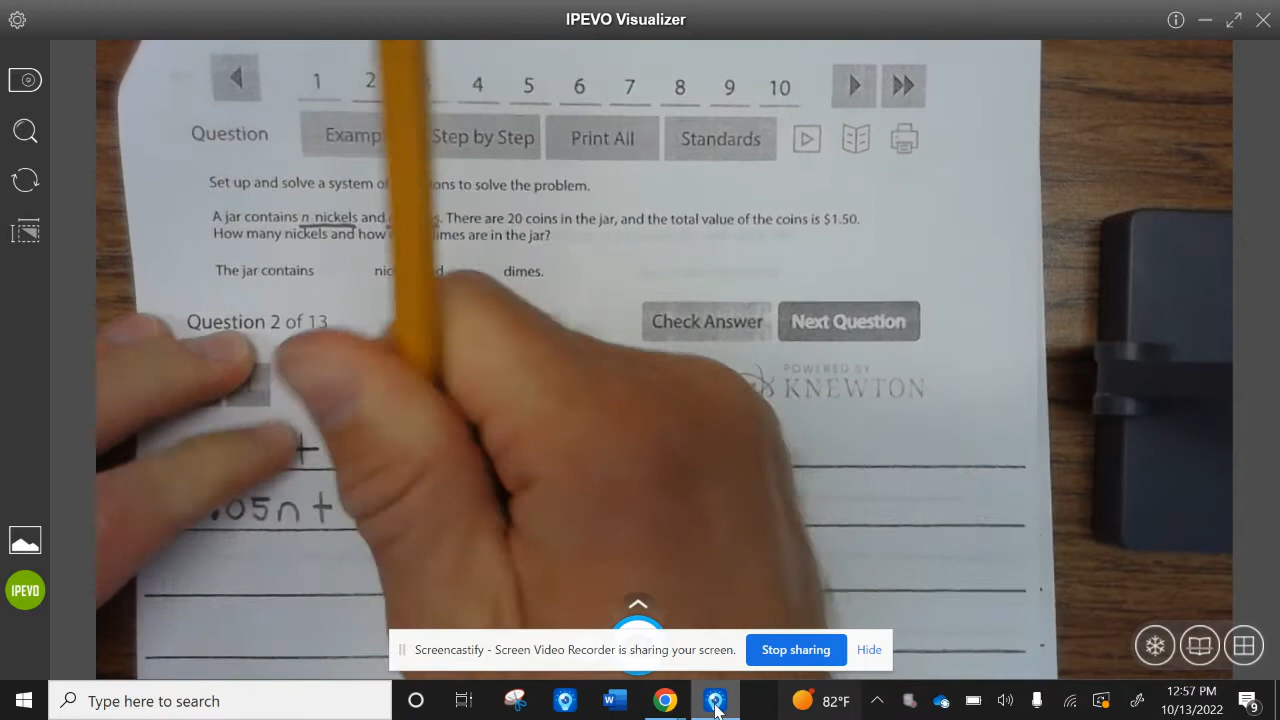 IPEVO Visualizer
1 2 4 5 6 7 8 9 10
Question Step by Step Print All Standards
Set up and solve a system to solve the problem.
A jar contains n nickels and There are 20 coins in the jar, and the total value of the coins is $1.50.
How many nickels and how dimes are in the jar?
The jar contains dimes.
Question 2 of 13
Check Answer Next Question
POWERED BY
KNEWTON
+
.05n +
IPEVO
Screencastify - Screen Video Recorder is sharing your screen. Stop sharing Hide
Type here to search
82°F
12:57 PM
10/13/2022
9